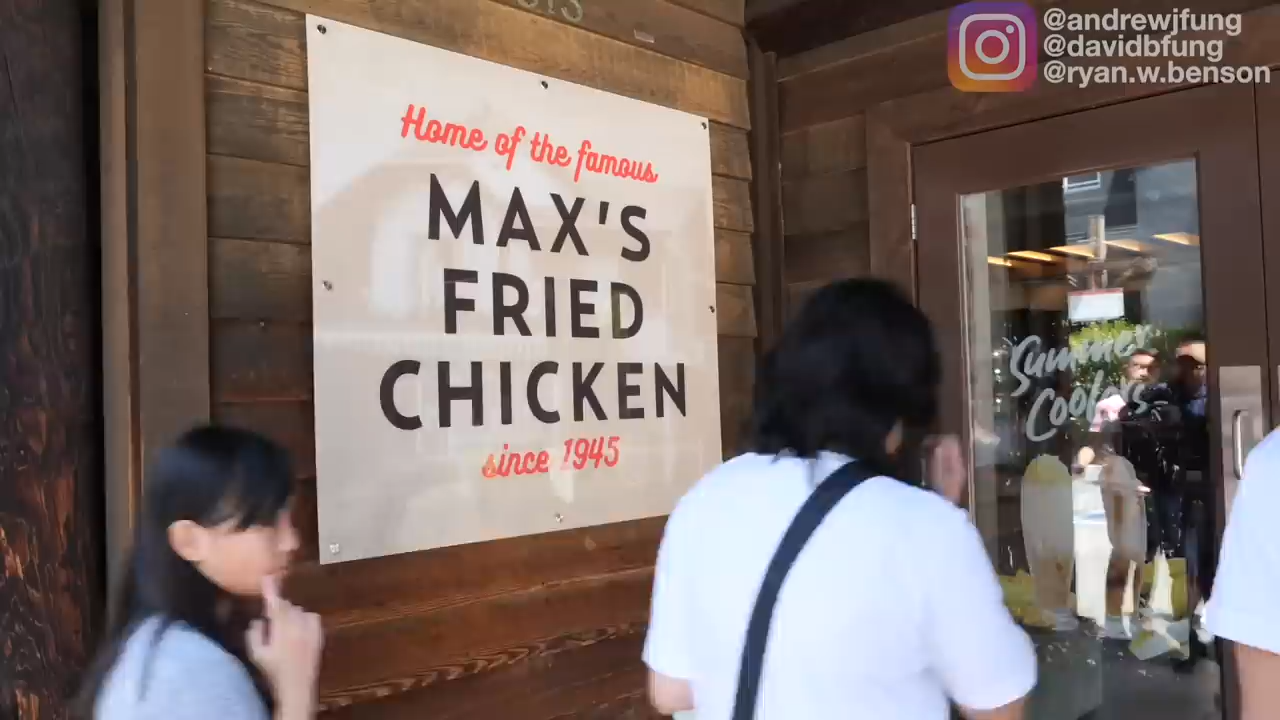 @andrewjfung
@davidbfung
@ryan.w.benson
Home of the famous
MAX'S
FRIED
CHICKEN
since 1945
Summer
Coolers